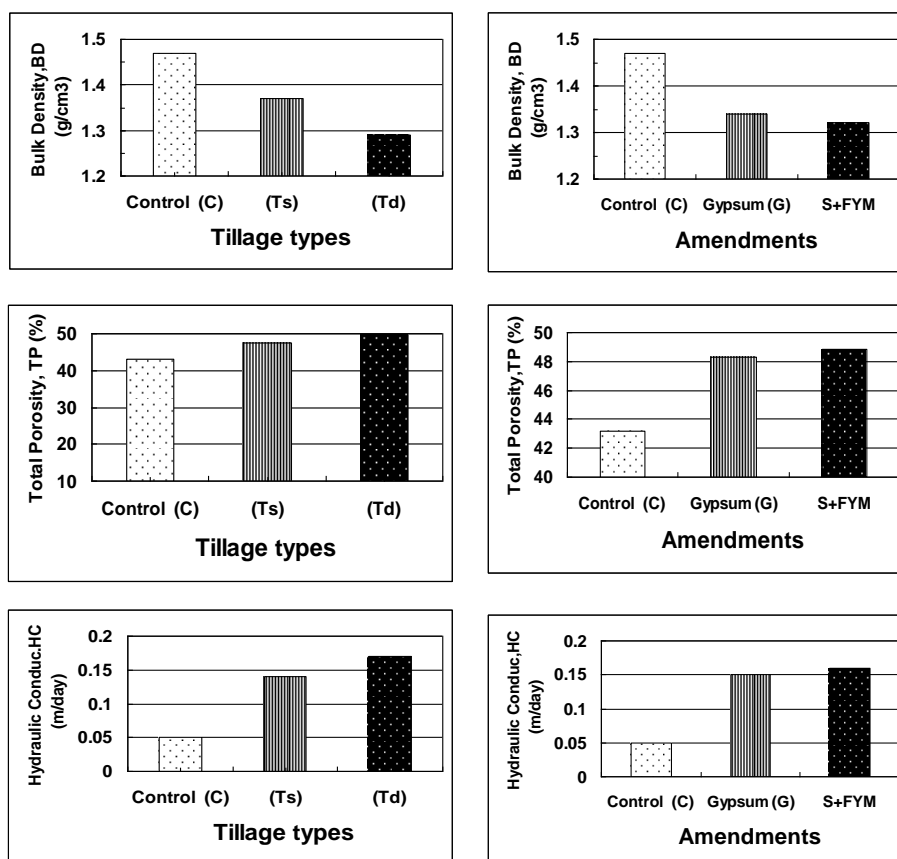 Bulk Density,BD
(g/cm3)
1.5
1.4
1.3
1.2
Control (C) (Ts) (Td)
Tillage types
Bulk Density, BD
(g/cm3)
1.5
1.4
1.3
1.2
Control (C) Gypsum (G) S+FYM
Amendments
Total Porosity, TP (%)
50
40
30
20
10
Control (C) (Ts) (Td)
Tillage types
Total Porosity,TP (%)
50
48
46
44
42
40
Control (C) Gypsum (G) S+FYM
Amendments
Hydraulic Conduc.HC
(m/day)
0.2
0.15
0.1
0.05
0
Control (C) (Ts) (Td)
Tillage types
Hydraulic Conduc,HC
(m/day)
0.2
0.15
0.1
0.05
0
Control (C) Gypsum (G) S+FYM
Amendments